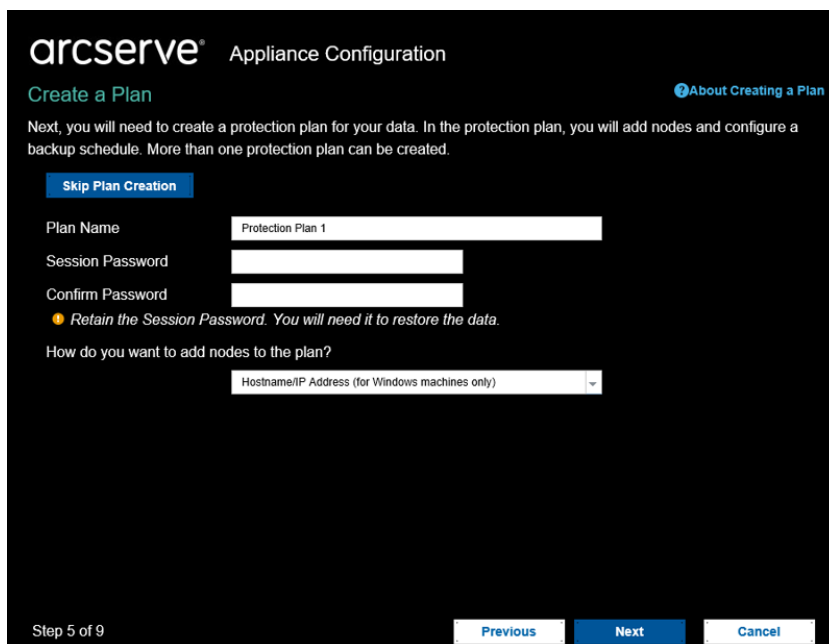 arcserve® Appliance Configuration
Create a Plan
?About Creating a Plan
Next, you will need to create a protection plan for your data. In the protection plan, you will add nodes and configure a
backup schedule. More than one protection plan can be created.
Skip Plan Creation
Plan Name Protection Plan 1
Session Password
Confirm Password
! Retain the Session Password. You will need it to restore the data.
How do you want to add nodes to the plan?
Hostname/IP Address (for Windows machines only)
Step 5 of 9 Previous Next Cancel